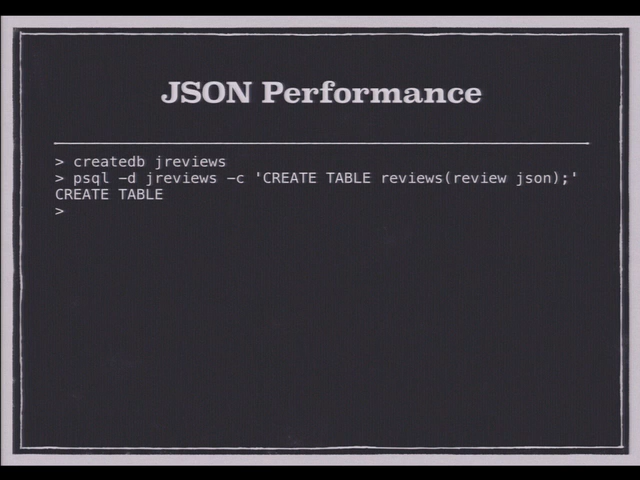 JSON Performance
> createdb jreviews
> psql -d jreviews -c 'CREATE TABLE reviews(review json);'
CREATE TABLE
>